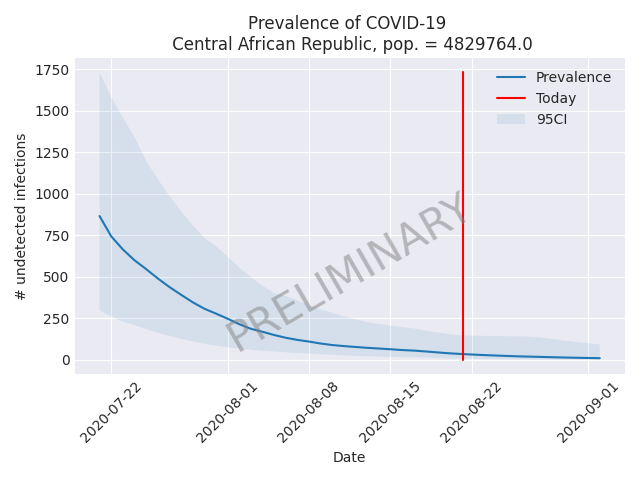 Prevalence of COVID-19
Central African Republic, pop. = 4829764.0
1750
1500
1250
1000
750
500
250
0
# undetected infections
Prevalence
Today
95CI
PRELIMINARY
2020-07-22
2020-08-01
2020-08-08
2020-08-15
2020-08-22
2020-09-01
Date